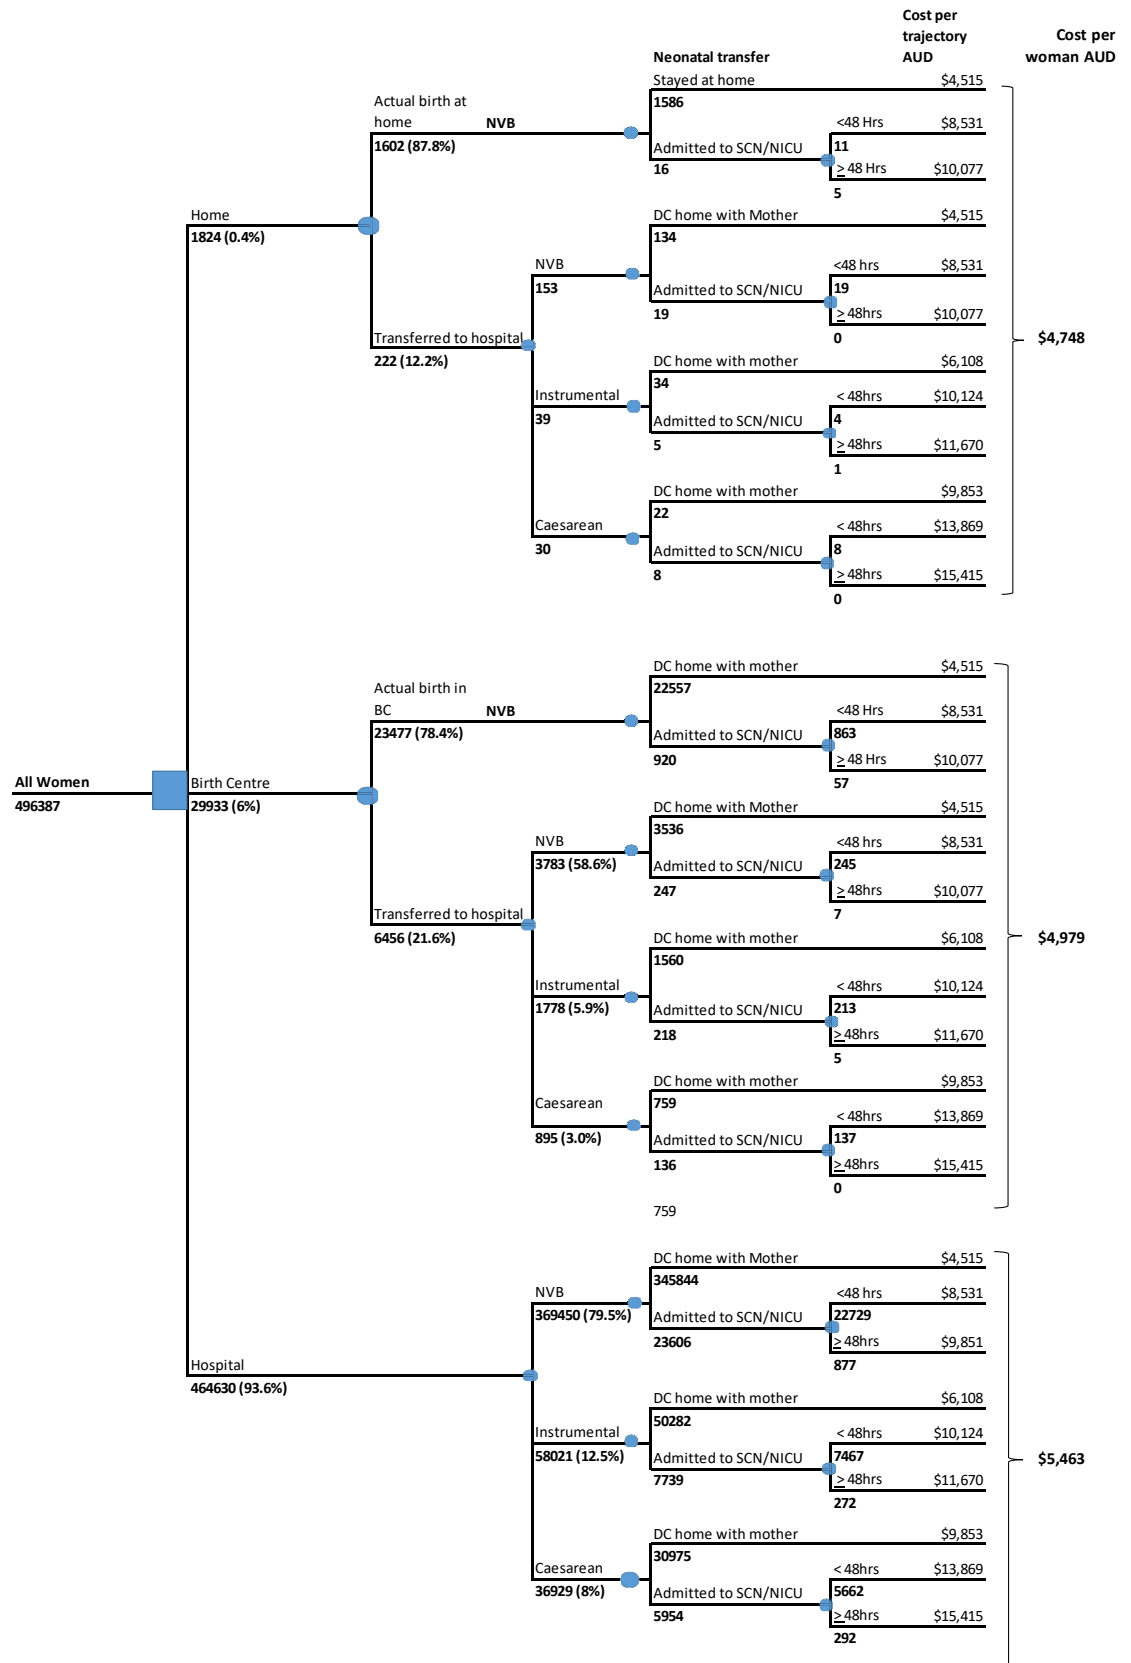 Cost per
trajectory
AUD
Cost per
woman AUD
Neonatal transfer
Stayed at home $4,515
1586
Actual birth at
home NVB
1602 (87.8%)
<48 Hrs $8,531
11
Admitted to SCN/NICU
16
≥ 48 Hrs $10,077
5
Home
1824 (0.4%)
DC home with Mother $4,515
134
NVB
153
<48 hrs $8,531
19
Admitted to SCN/NICU
19
≥ 48hrs $10,077
0
Transferred to hospital
222 (12.2%)
$4,748
DC home with mother $6,108
34
Instrumental
39
< 48hrs $10,124
4
Admitted to SCN/NICU
5
≥ 48hrs $11,670
1
DC home with mother $9,853
22
Caesarean
30
< 48hrs $13,869
8
Admitted to SCN/NICU
8
≥ 48hrs $15,415
0
DC home with mother $4,515
22557
Actual birth in
BC NVB
23477 (78.4%)
<48 Hrs $8,531
863
Admitted to SCN/NICU
920
≥ 48 Hrs $10,077
57
All Women
496387
Birth Centre
29933 (6%)
DC home with Mother $4,515
3536
NVB
3783 (58.6%)
<48 hrs $8,531
245
Admitted to SCN/NICU
247
≥ 48hrs $10,077
7
Transferred to hospital
6456 (21.6%)
$4,979
DC home with mother $6,108
1560
Instrumental
1778 (5.9%)
< 48hrs $10,124
213
Admitted to SCN/NICU
218
≥ 48hrs $11,670
5
DC home with mother $9,853
759
Caesarean
895 (3.0%)
< 48hrs $13,869
137
Admitted to SCN/NICU
136
≥ 48hrs $15,415
0
759
DC home with Mother $4,515
345844
NVB
369450 (79.5%)
<48 hrs $8,531
22729
Admitted to SCN/NICU
23606
≥ 48hrs $9,851
877
Hospital
464630 (93.6%)
DC home with mother $6,108
50282
Instrumental
58021 (12.5%)
< 48hrs $10,124
7467
Admitted to SCN/NICU
7739
≥ 48hrs $11,670
272
$5,463
DC home with mother $9,853
30975
Caesarean
36929 (8%)
< 48hrs $13,869
5662
Admitted to SCN/NICU
5954
≥ 48hrs $15,415
292